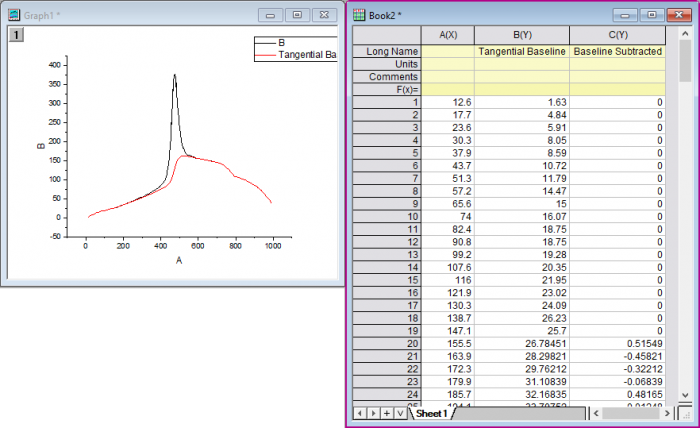 Graph1 *
1
B
Tangential Ba
400
350
300
250
200
150
100
50
0
-50
B
0 200 400 600 800 1000
A
Book2 *
A(X) B(Y) C(Y)
Long Name Tangential Baseline Baseline Subtracted
Units
Comments
F(x)=
1 12.6 1.63 0
2 17.7 4.84 0
3 23.6 5.91 0
4 30.3 8.05 0
5 37.9 8.59 0
6 43.7 10.72 0
7 51.3 11.79 0
8 57.2 14.47 0
9 65.6 15 0
10 74 16.07 0
11 82.4 18.75 0
12 90.8 18.75 0
13 99.2 19.28 0
14 107.6 20.35 0
15 116 21.95 0
16 121.9 23.02 0
17 130.3 24.09 0
18 138.7 26.23 0
19 147.1 25.7 0
20 155.5 26.78451 0.51549
21 163.9 28.29821 -0.45821
22 172.3 29.76212 -0.32212
23 179.9 31.10839 -0.06839
24 185.7 32.16835 0.48165
Sheet1